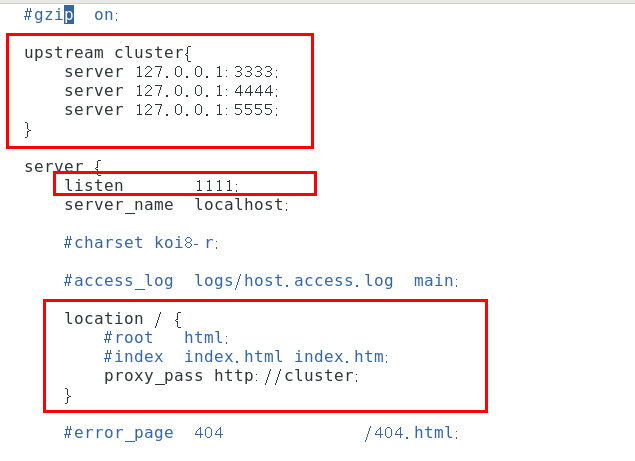 #gzip  on;
upstream cluster{
    server 127.0.0.1:3333;
    server 127.0.0.1:4444;
    server 127.0.0.1:5555;
}
server {
    listen       1111;
    server_name  localhost;
    #charset koi8-r;
    #access_log  logs/host.access.log  main;
    location / {
        #root   html;
        #index  index.html index.htm;
        proxy_pass http://cluster;
    }
    #error_page  404              /404.html;